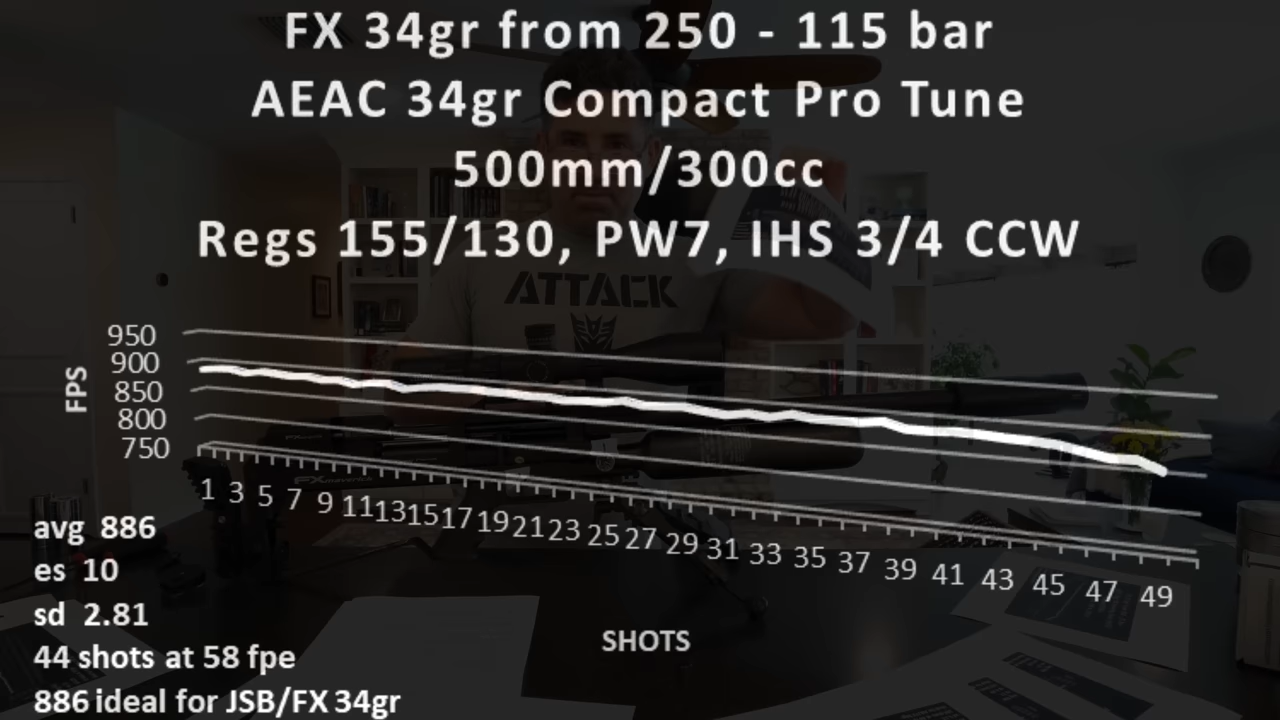 FX 34gr from 250 - 115 bar
AEAC 34gr Compact Pro Tune
500mm/300cc
Regs 155/130, PW7, IHS 3/4 CCW
ATTACK
950
900
850
800
750
FPS
1 3 5 7 9 11 13 15 17 19 21 23 25 27 29 31 33 35 37 39 41 43 45 47 49
SHOTS
avg 886
es 10
sd 2.81
44 shots at 58 fpe
886 ideal for JSB/FX 34gr